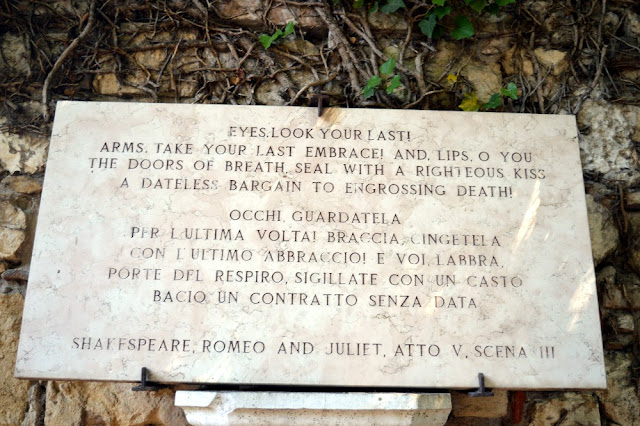 EYES, LOOK YOUR LAST!
ARMS, TAKE YOUR LAST EMBRACE! AND, LIPS, O YOU
THE DOORS OF BREATH, SEAL WITH A RIGHTEOUS KISS
A DATELESS BARGAIN TO ENGROSSING DEATH!
OCCHI, GUARDATELA
PER L'ULTIMA VOLTA! BRACCIA, CINGETELA
CON L'ULTIMO ABBRACCIO! E VOI, LABBRA,
PORTE DEL RESPIRO, SIGILLATE CON UN CASTO
BACIO UN CONTRATTO SENZA DATA
SHAKESPEARE, ROMEO AND JULIET, ATTO V, SCENA III